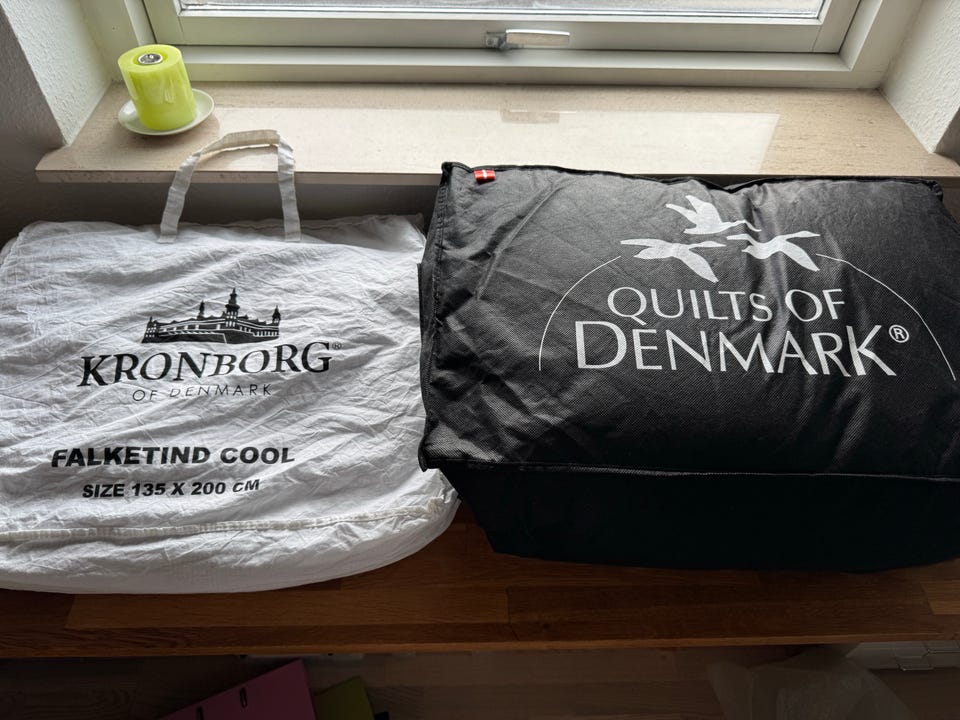 KRONBORG®
OF DENMARK
FALKETIND COOL
SIZE 135 X 200 CM
QUILTS OF
DENMARK®